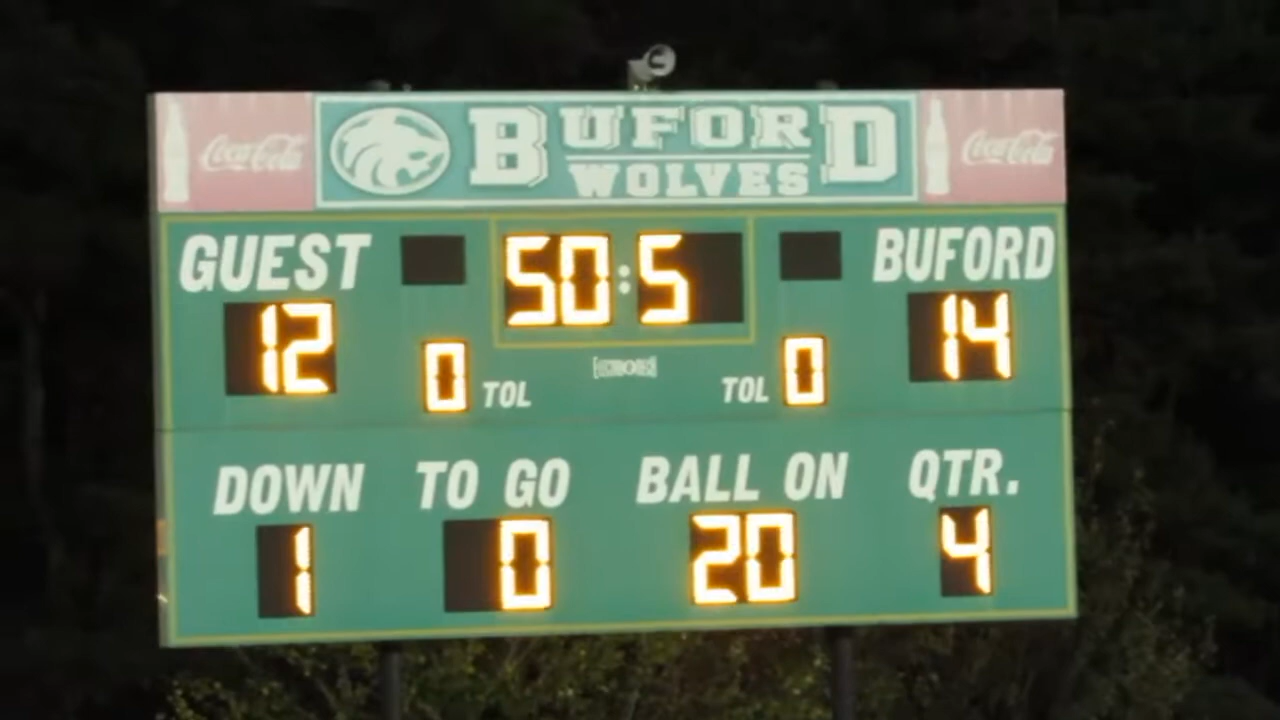 Coca-Cola BUFORD WOLVES Coca-Cola
GUEST 50:5 BUFORD
12 14
0 TOL TOL 0
DOWN TO GO BALL ON QTR.
1 0 20 4